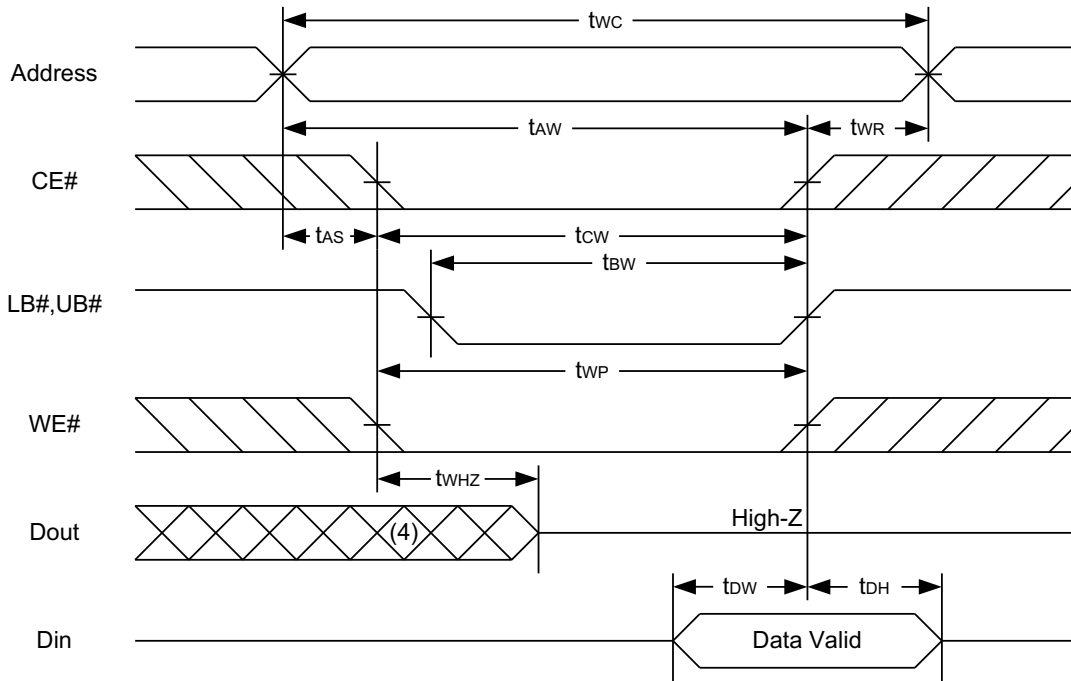 tWC
Address
tAW
tWR
CE#
tAS
tCW
tBW
LB#,UB#
tWP
WE#
tWHZ
Dout
(4)
High-Z
tDW
tDH
Din
Data Valid